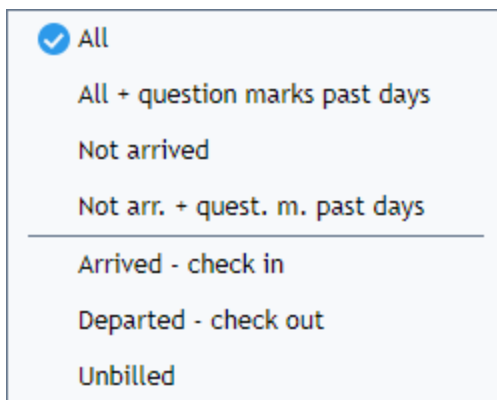 All
All + question marks past days
Not arrived
Not arr. + quest. m. past days
Arrived - check in
Departed - check out
Unbilled